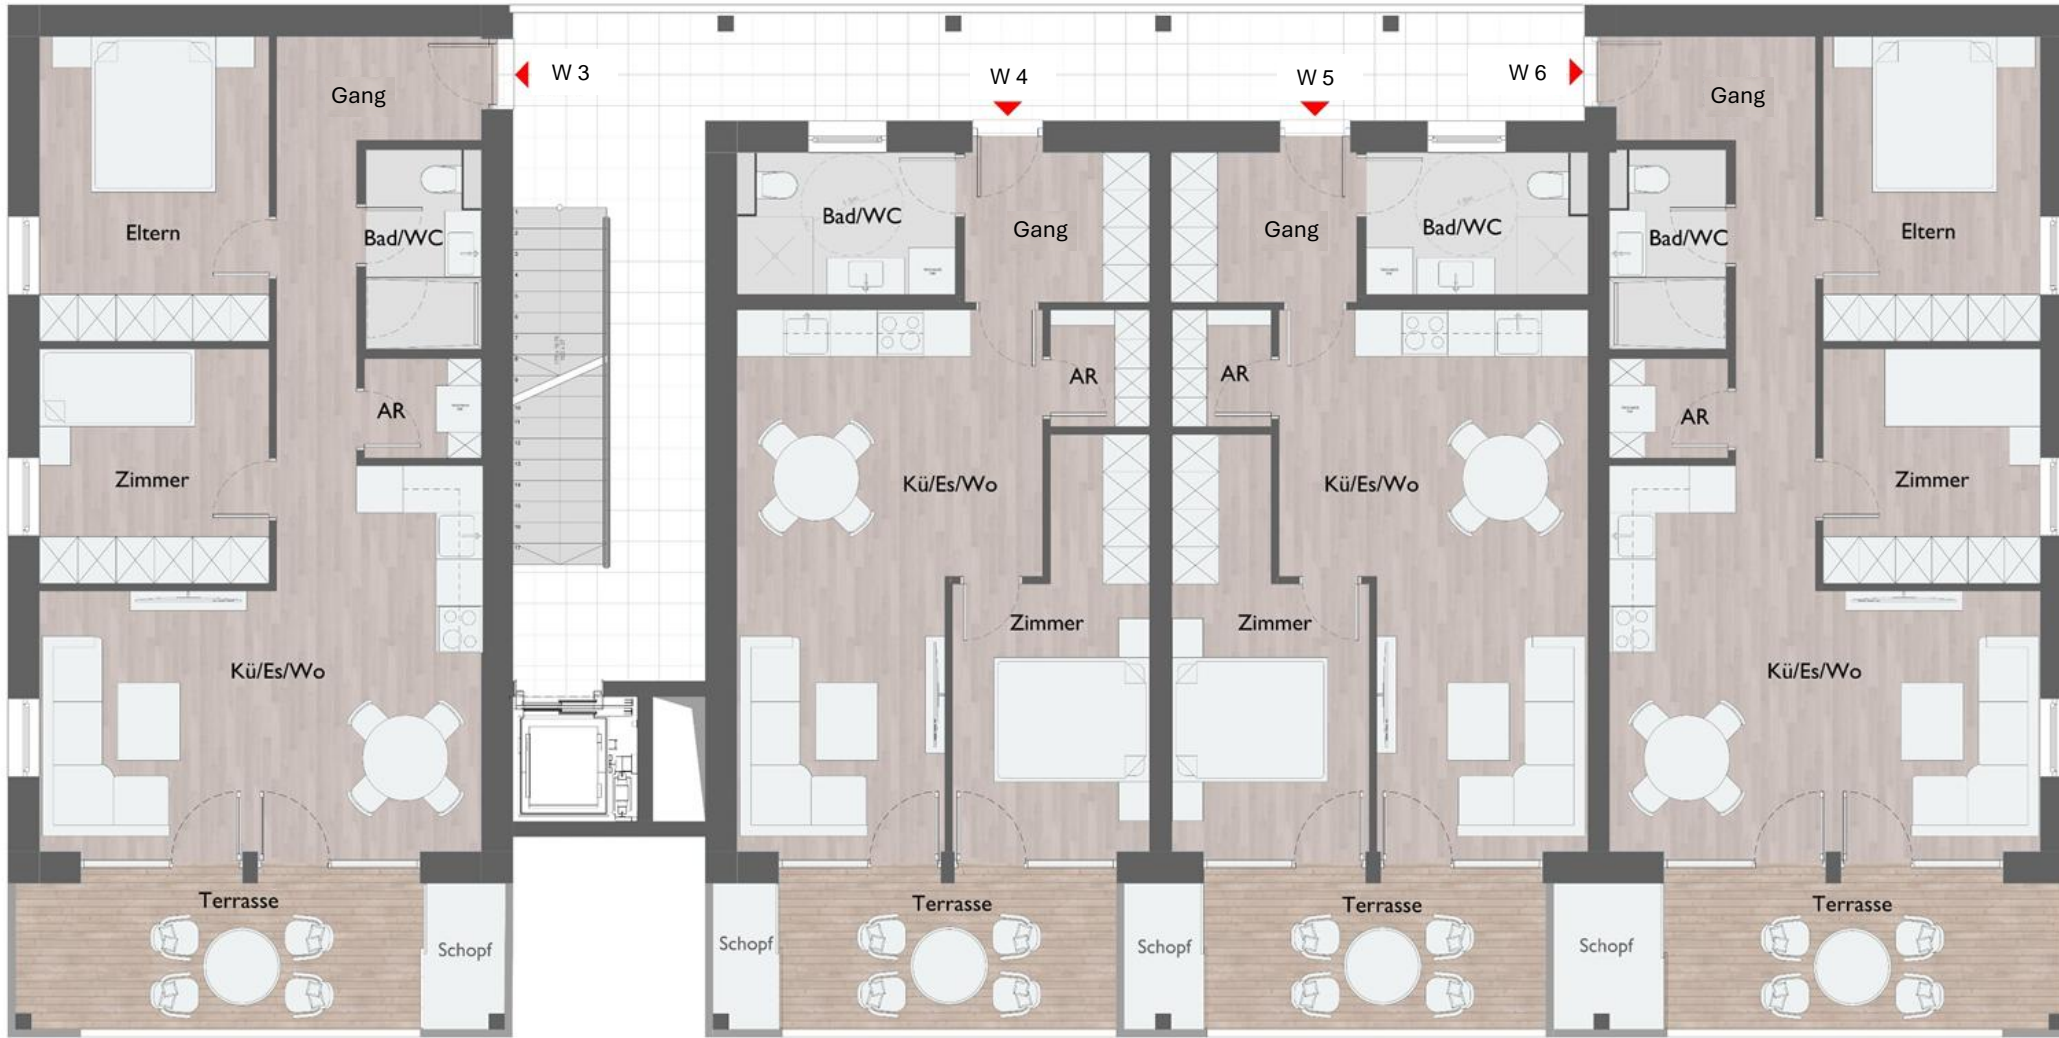 W 3
W 4
W 5
W 6
Gang
Gang
Eltern
Bad/WC
Bad/WC
Gang
Gang
Bad/WC
Bad/WC
Eltern
AR
AR
AR
AR
Zimmer
Kü/Es/Wo
Kü/Es/Wo
Zimmer
Zimmer
Zimmer
Kü/Es/Wo
Kü/Es/Wo
Terrasse
Terrasse
Terrasse
Terrasse
Schopf
Schopf
Schopf
Schopf